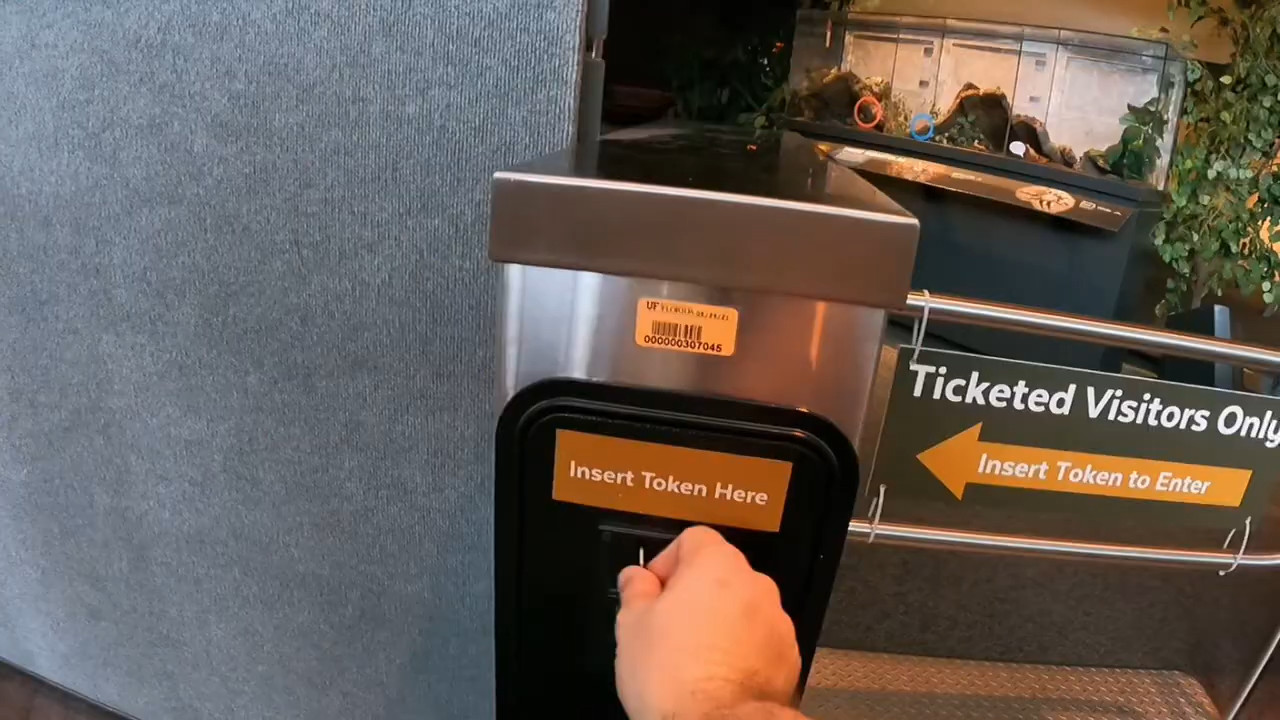 UF
000000307045
Ticketed Visitors Only
Insert Token to Enter
Insert Token Here